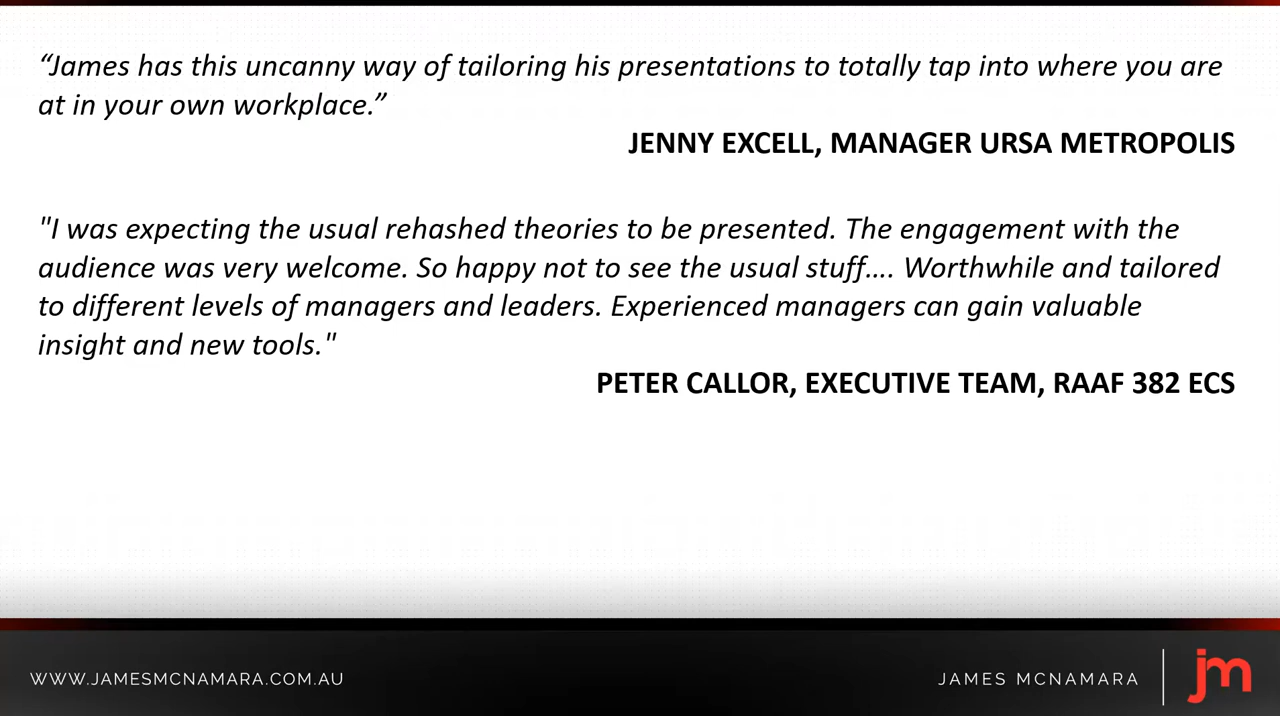 “James has this uncanny way of tailoring his presentations to totally tap into where you are
at in your own workplace.”
JENNY EXCELL, MANAGER URSA METROPOLIS
"I was expecting the usual rehashed theories to be presented. The engagement with the
audience was very welcome. So happy not to see the usual stuff…. Worthwhile and tailored
to different levels of managers and leaders. Experienced managers can gain valuable
insight and new tools."
PETER CALLOR, EXECUTIVE TEAM, RAAF 382 ECS
WWW.JAMESMCNAMARA.COM.AU
JAMES MCNAMARA
jm